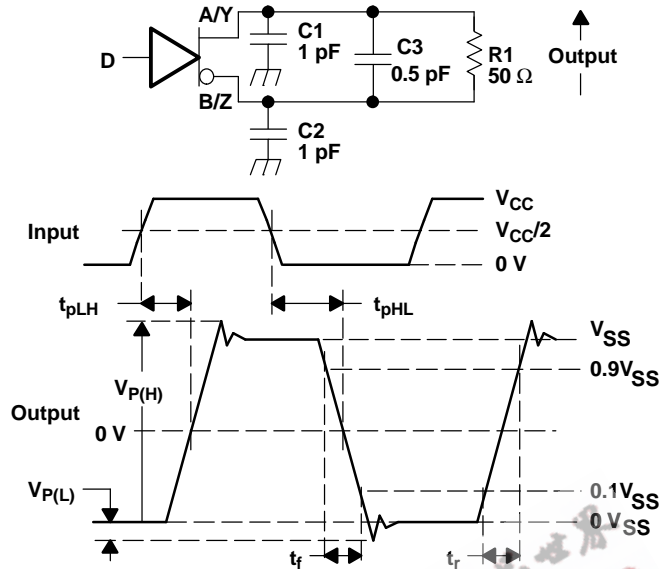 A/Y
D
B/Z
C1
1 pF
C2
1 pF
C3
0.5 pF
R1
50 Ω
Output
Input
VCC
VCC/2
0 V
tpLH
tpHL
VP(H)
Output
0 V
VP(L)
VSS
0.9VSS
0.1VSS
0 VSS
tf
tr